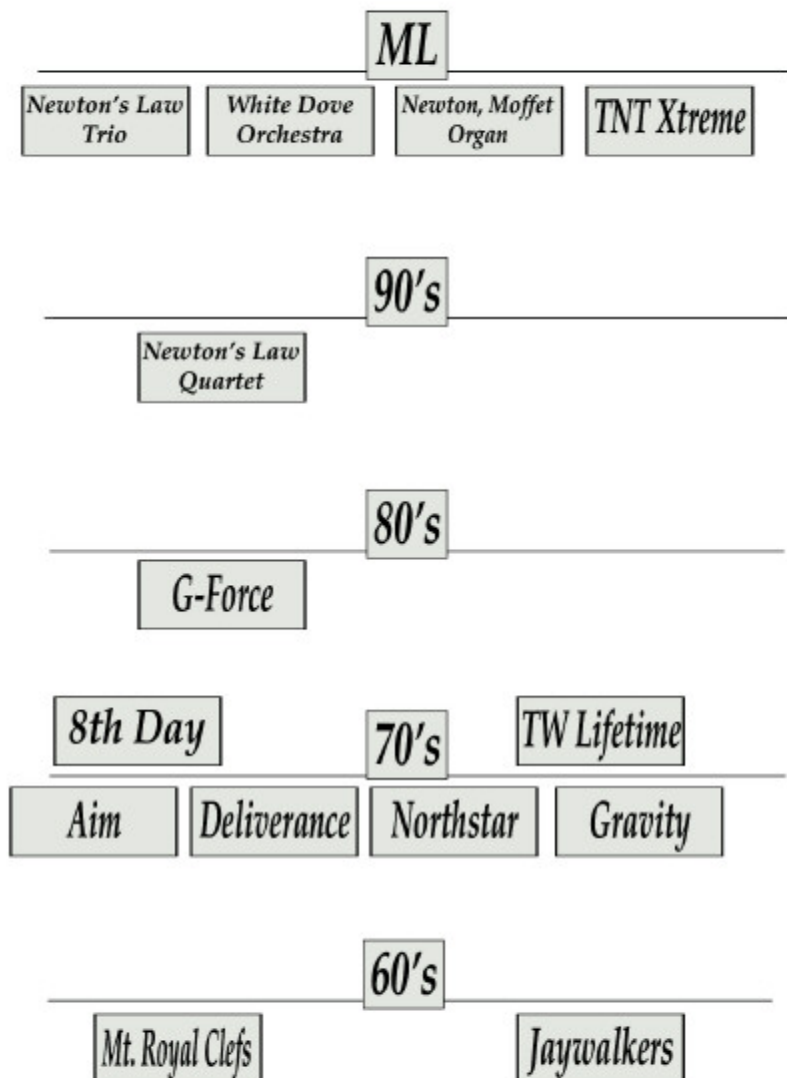 ML
Newton's Law
Trio
White Dove
Orchestra
Newton, Moffet
Organ
TNT Xtreme
90's
Newton's Law
Quartet
80's
G-Force
8th Day
70's
TW Lifetime
Aim
Deliverance
Northstar
Gravity
60's
Mt. Royal Clefs
Jaywalkers